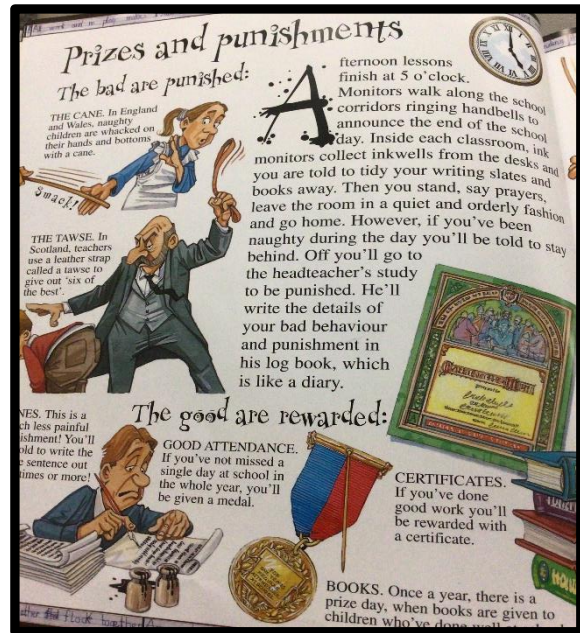 work and
Prizes and punishments
The bad are punished:
THE CANE. In England
and Wales, naughty
children are whacked on
their hands and bottoms
with a cane.
Smack!
THE TAWSE. In
Scotland, teachers
use a leather strap
called a tawse to
give out ‘six of
the best’.
NES. This is a
ch less painful
ishment! You’ll
old to write the
e sentence out
times or more!
Afternoon lessons
finish at 5 o’clock.
Monitors walk along the school
corridors ringing handbells to
announce the end of the school
day. Inside each classroom, ink
monitors collect inkwells from the desks and
you are told to tidy your writing slates and
books away. Then you stand, say prayers,
leave the room in a quiet and orderly fashion
and go home. However, if you’ve been
naughty during the day you’ll be told to stay
behind. Off you’ll go to
the headteacher’s study
to be punished. He’ll
write the details of
your bad behaviour
and punishment in
his log book, which
is like a diary.
The good are rewarded:
GOOD ATTENDANCE.
If you’ve not missed a
single day at school in
the whole year, you’ll
be given a medal.
CERTIFICATES.
If you’ve done
good work you’ll
be rewarded with
a certificate.
BOOKS. Once a year, there is a
prize day, when books are given to
children who’ve done well
flock together